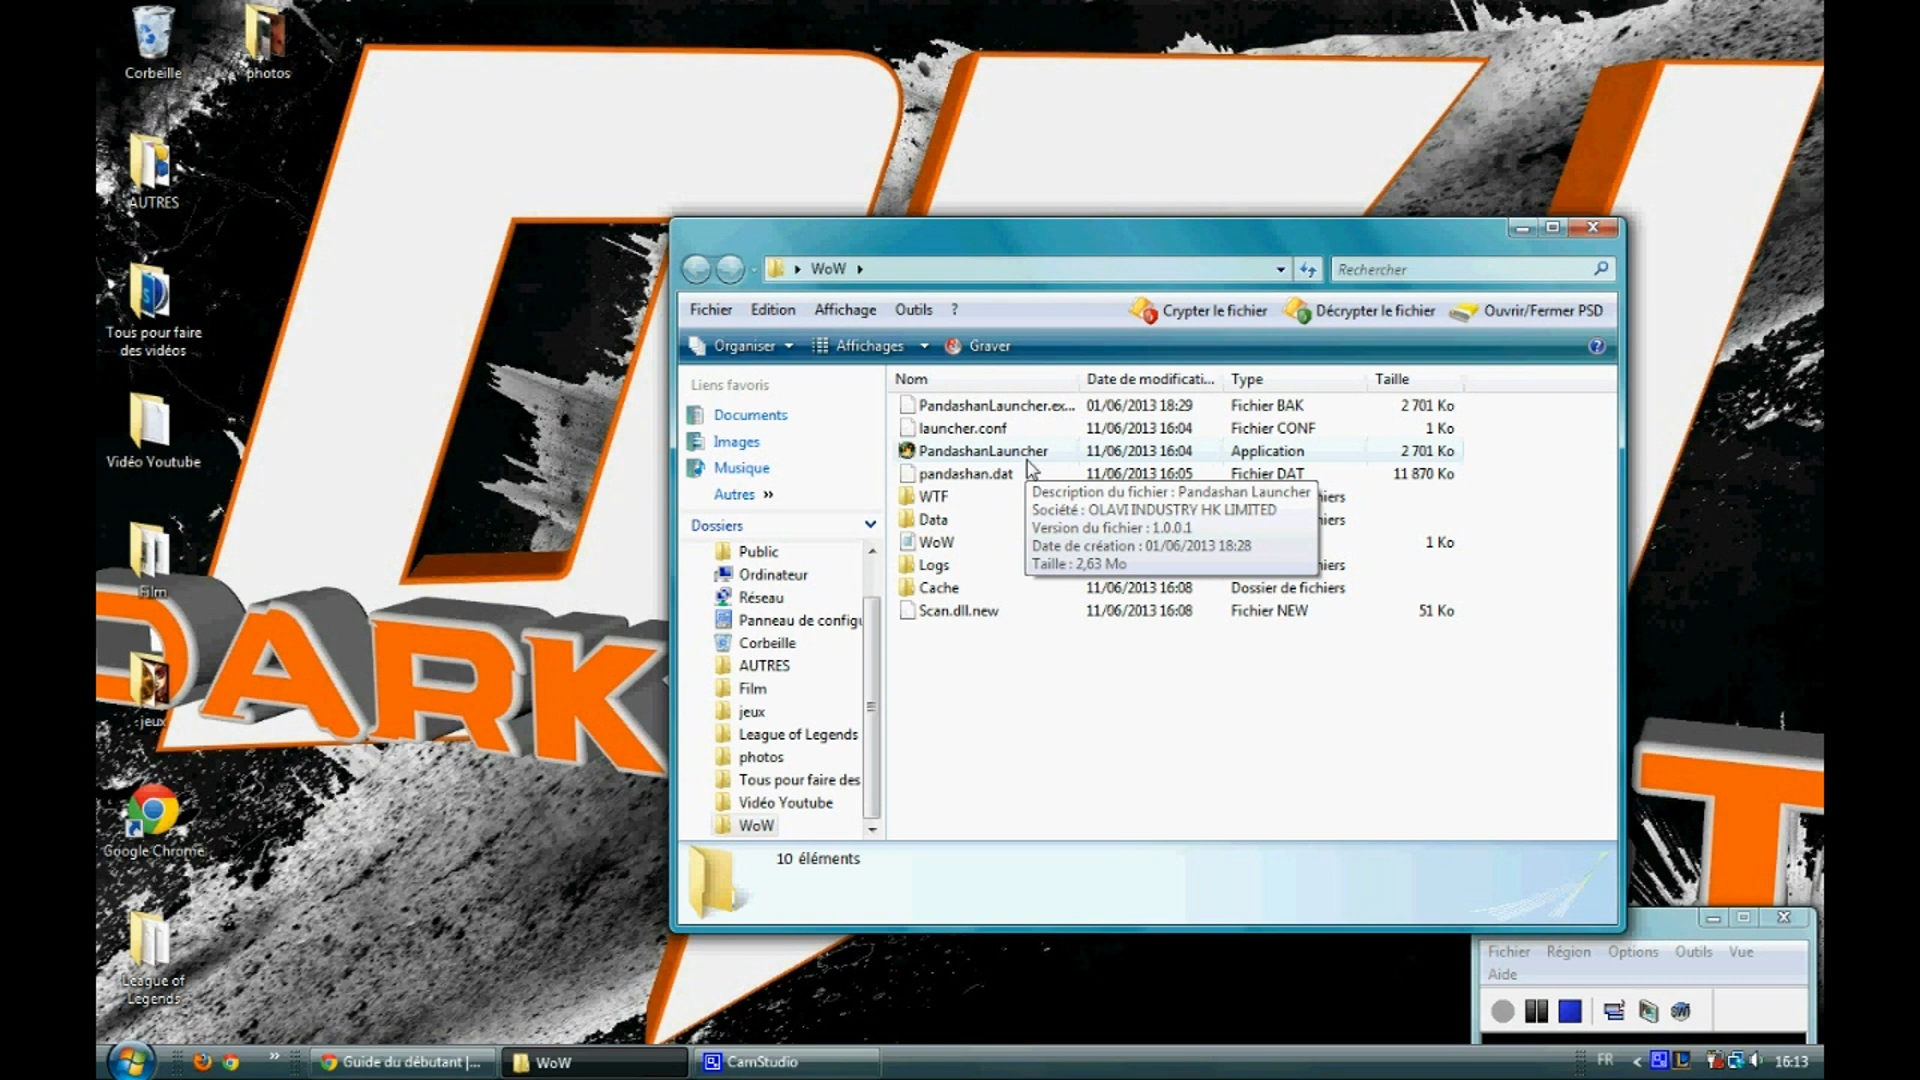 Corbeille
photos
AUTRES
Tous pour faire
des vidéos
Vidéo Youtube
Film
jeux
Google Chrome
League of
Legends
DARK
WoW
Rechercher
Fichier Edition Affichage Outils ?
Crypter le fichier Décrypter le fichier Ouvrir/Fermer PSD
Organiser Affichages Graver
Liens favoris
Documents
Images
Musique
Autres »
Dossiers
Public
Ordinateur
Réseau
Panneau de configu
Corbeille
AUTRES
Film
jeux
League of Legends
photos
Tous pour faire des
Vidéo Youtube
WoW
Nom Date de modificati... Type Taille
PandashanLauncher.ex... 01/06/2013 18:29 Fichier BAK 2 701 Ko
launcher.conf 11/06/2013 16:04 Fichier CONF 1 Ko
PandashanLauncher 11/06/2013 16:04 Application 2 701 Ko
pandashan.dat 11/06/2013 16:05 Fichier DAT 11 870 Ko
WTF
Data
WoW 1 Ko
Logs
Cache 11/06/2013 16:08 Dossier de fichiers
Scan.dll.new 11/06/2013 16:08 Fichier NEW 51 Ko
Description du fichier : Pandashan Launcher
Société : OLAVI INDUSTRY HK LIMITED
Version du fichier : 1.0.0.1
Date de création : 01/06/2013 18:28
Taille : 2,63 Mo
10 éléments
Fichier Région Options Outils Vue
Aide
» Guide du débutant |... WoW CamStudio FR < 16:13